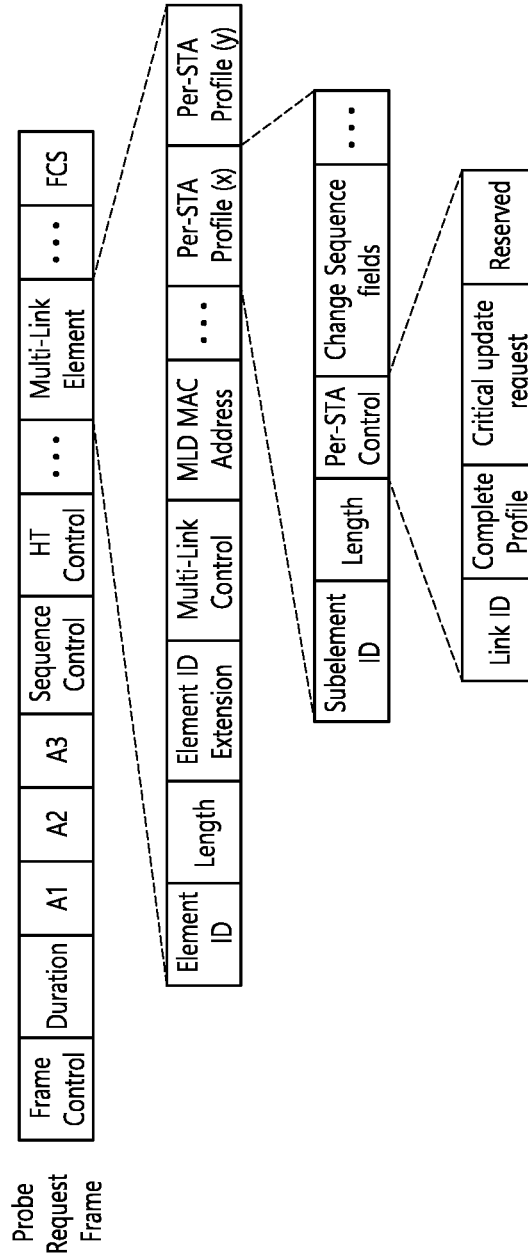 Probe
Request
Frame
Frame
Control
Duration
A1
A2
A3
Sequence
Control
HT
Control
•••
Multi-Link
Element
•••
FCS
Element
ID
Length
Element ID
Extension
Multi-Link
Control
MLD MAC
Address
•••
Per-STA
Profile (x)
Per-STA
Profile (y)
Subelement
ID
Length
Per-STA
Control
Change Sequence
fields
•••
Link ID
Complete
Profile
Critical update
request
Reserved